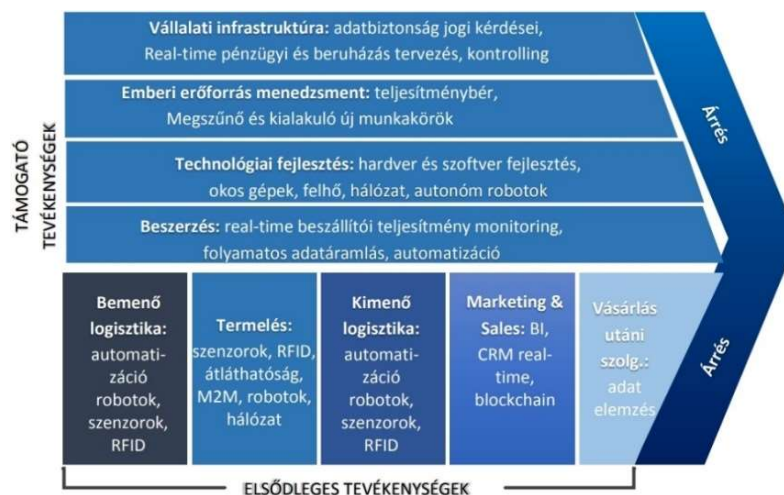 Vállalati infrastruktúra: adatbiztonság jogi kérdései,
Real-time pénzügyi és beruházás tervezés, kontrolling
Emberi erőforrás menedzsment: teljesítménybér,
Megszűnő és kialakuló új munkakörök
Technológiai fejlesztés: hardver és szoftver fejlesztés,
okos gépek, felhő, hálózat, autonóm robotok
Beszerzés: real-time beszállítói teljesítmény monitoring,
folyamatos adatáramlás, automatizáció
TÁMOGATÓ
TEVÉKENYSÉGEK
Árrés
Bemenő
logisztika:
automati-
záció
robotok,
szenzorok,
RFID
Termelés:
szenzorok, RFID,
átláthatóság,
M2M, robotok,
hálózat
Kimenő
logisztika:
automati-
záció
robotok,
szenzorok,
RFID
Marketing &
Sales: BI,
CRM real-
time,
blockchain
Vásárlás
utáni
szolg.:
adat
elemzés
Árrés
ELSŐDLEGES TEVÉKENYSÉGEK